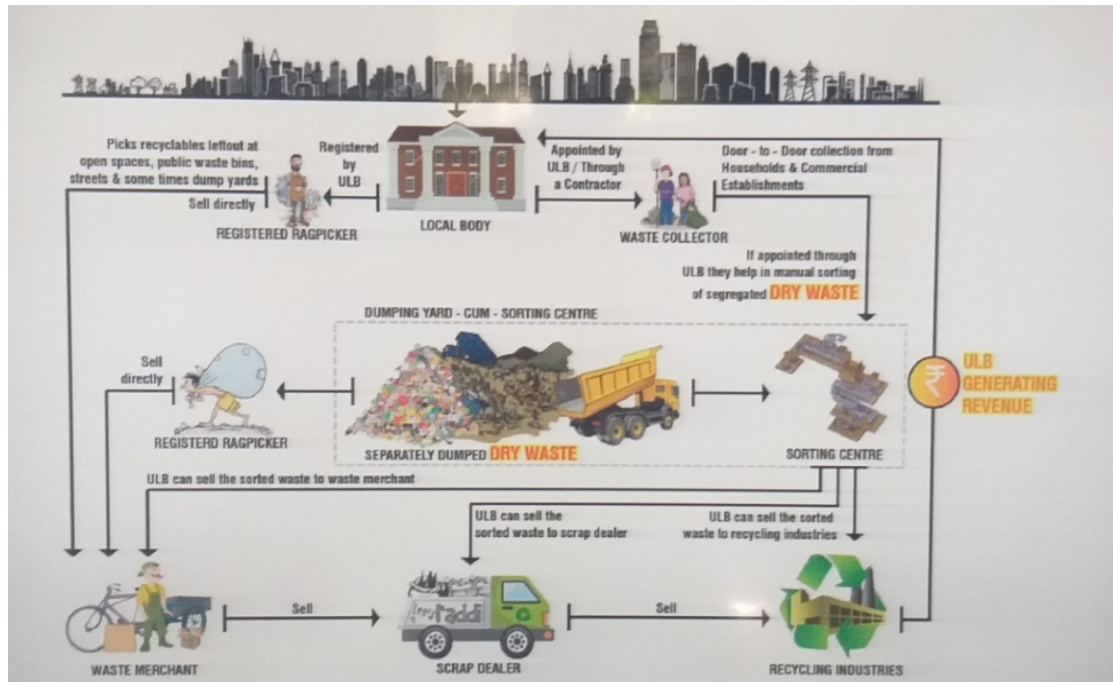 Picks recyclables leftout at
open spaces, public waste bins,
streets & some times dump yards
Sell directly
REGISTERED RAGPICKER
Registered
by
ULB
LOCAL BODY
Appointed by
ULB / Through
a Contractor
WASTE COLLECTOR
Door - to - Door collection from
Households & Commercial
Establishments
If appointed through
ULB they help in manual sorting
of segregated DRY WASTE
DUMPING YARD - CUM - SORTING CENTRE
Sell
directly
REGISTERD RAGPICKER
SEPARATELY DUMPED DRY WASTE
SORTING CENTRE
₹
ULB
GENERATING
REVENUE
ULB can sell the sorted waste to waste merchant
ULB can sell the
sorted waste to scrap dealer
ULB can sell the sorted
waste to recycling industries
WASTE MERCHANT
Sell
raddi
SCRAP DEALER
Sell
RECYCLING INDUSTRIES